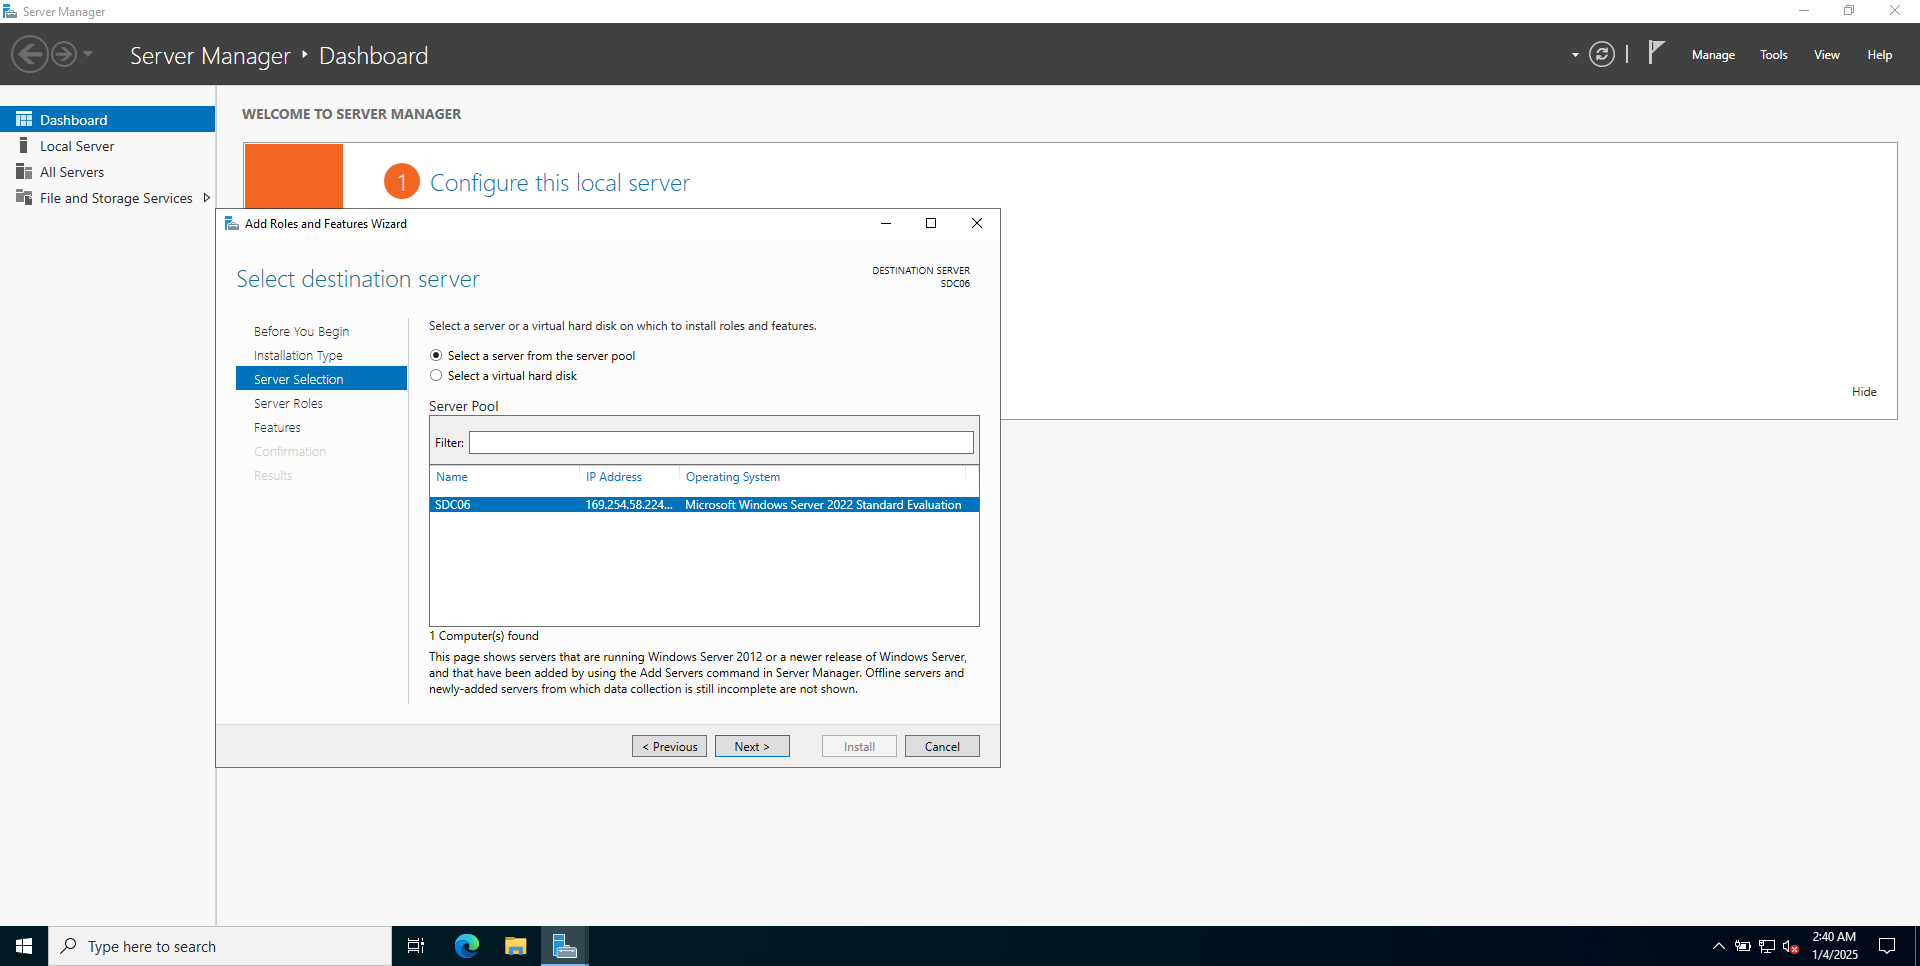 Server Manager
Server Manager ‣ Dashboard
Manage
Tools
View
Help
Dashboard
Local Server
All Servers
File and Storage Services
WELCOME TO SERVER MANAGER
1 Configure this local server
Hide
Add Roles and Features Wizard
Select destination server
DESTINATION SERVER
SDC06
Before You Begin
Installation Type
Server Selection
Server Roles
Features
Confirmation
Results
Select a server or a virtual hard disk on which to install roles and features.
Select a server from the server pool
Select a virtual hard disk
Server Pool
Filter:
Name IP Address Operating System
SDC06 169.254.58.224... Microsoft Windows Server 2022 Standard Evaluation
1 Computer(s) found
This page shows servers that are running Windows Server 2012 or a newer release of Windows Server,
and that have been added by using the Add Servers command in Server Manager. Offline servers and
newly-added servers from which data collection is still incomplete are not shown.
< Previous
Next >
Install
Cancel
Type here to search
2:40 AM
1/4/2025